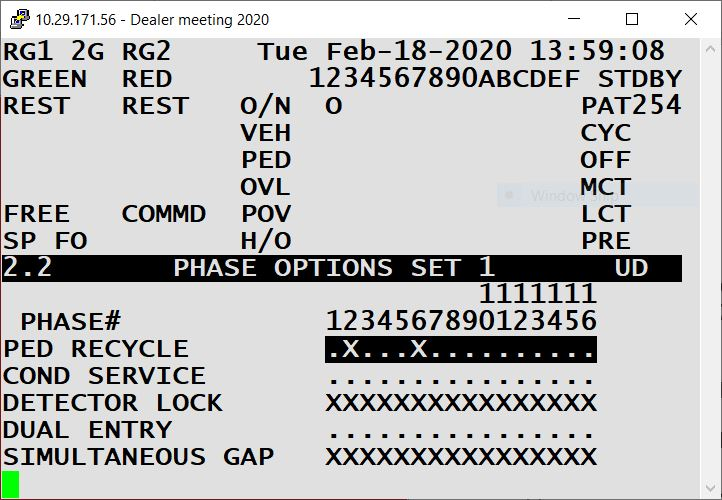 10.29.171.56 - Dealer meeting 2020
RG1 2G RG2 Tue Feb-18-2020 13:59:08
GREEN RED 1234567890ABCDEF STDBY
REST REST O/N O PAT254
VEH CYC
PED OFF
OVL MCT
Window Snip
FREE COMMD POV LCT
SP FO H/O PRE
2.2 PHASE OPTIONS SET 1 UD
1111111
PHASE# 1234567890123456
PED RECYCLE .X...X..........
COND SERVICE ................
DETECTOR LOCK XXXXXXXXXXXXXXXX
DUAL ENTRY ................
SIMULTANEOUS GAP XXXXXXXXXXXXXXXX